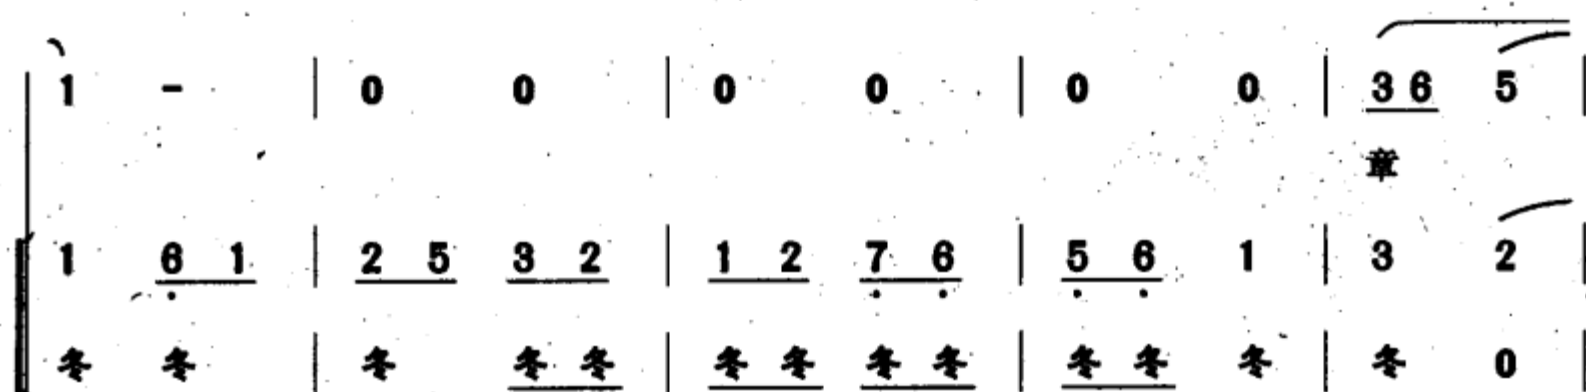 1 - | 0 0 | 0 0 | 0 0 | 3 6 5 |
章
1 6̣ 1 | 2 5 3 2 | 1 2 7̣ 6̣ | 5̣ 6̣ 1 | 3 2 |
冬 冬 | 冬 冬 冬 | 冬 冬 冬 冬 | 冬 冬 冬 | 冬 0 |